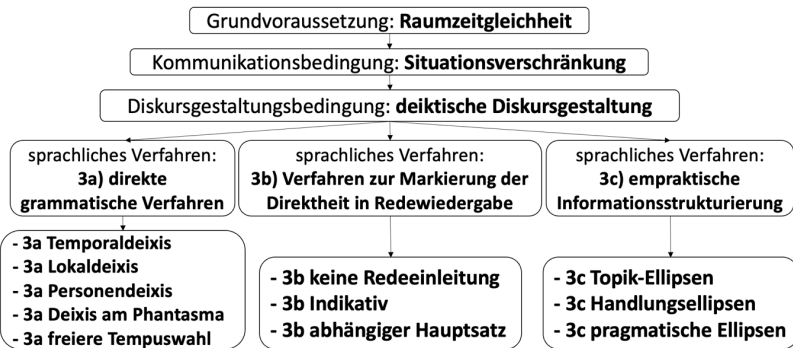 Grundvoraussetzung: Raumzeitgleichheit
Kommunikationsbedingung: Situationsverschränkung
Diskursgestaltungsbedingung: deiktische Diskursgestaltung
sprachliches Verfahren:
3a) direkte
grammatische Verfahren
sprachliches Verfahren:
3b) Verfahren zur Markierung der
Direktheit in Redewiedergabe
sprachliches Verfahren:
3c) empraktische
Informationsstrukturierung
- 3a Temporaldeixis
- 3a Lokaldeixis
- 3a Personendeixis
- 3a Deixis am Phantasma
- 3a freiere Tempuswahl
- 3b keine Redeeinleitung
- 3b Indikativ
- 3b abhängiger Hauptsatz
- 3c Topik-Ellipsen
- 3c Handlungsellipsen
- 3c pragmatische Ellipsen